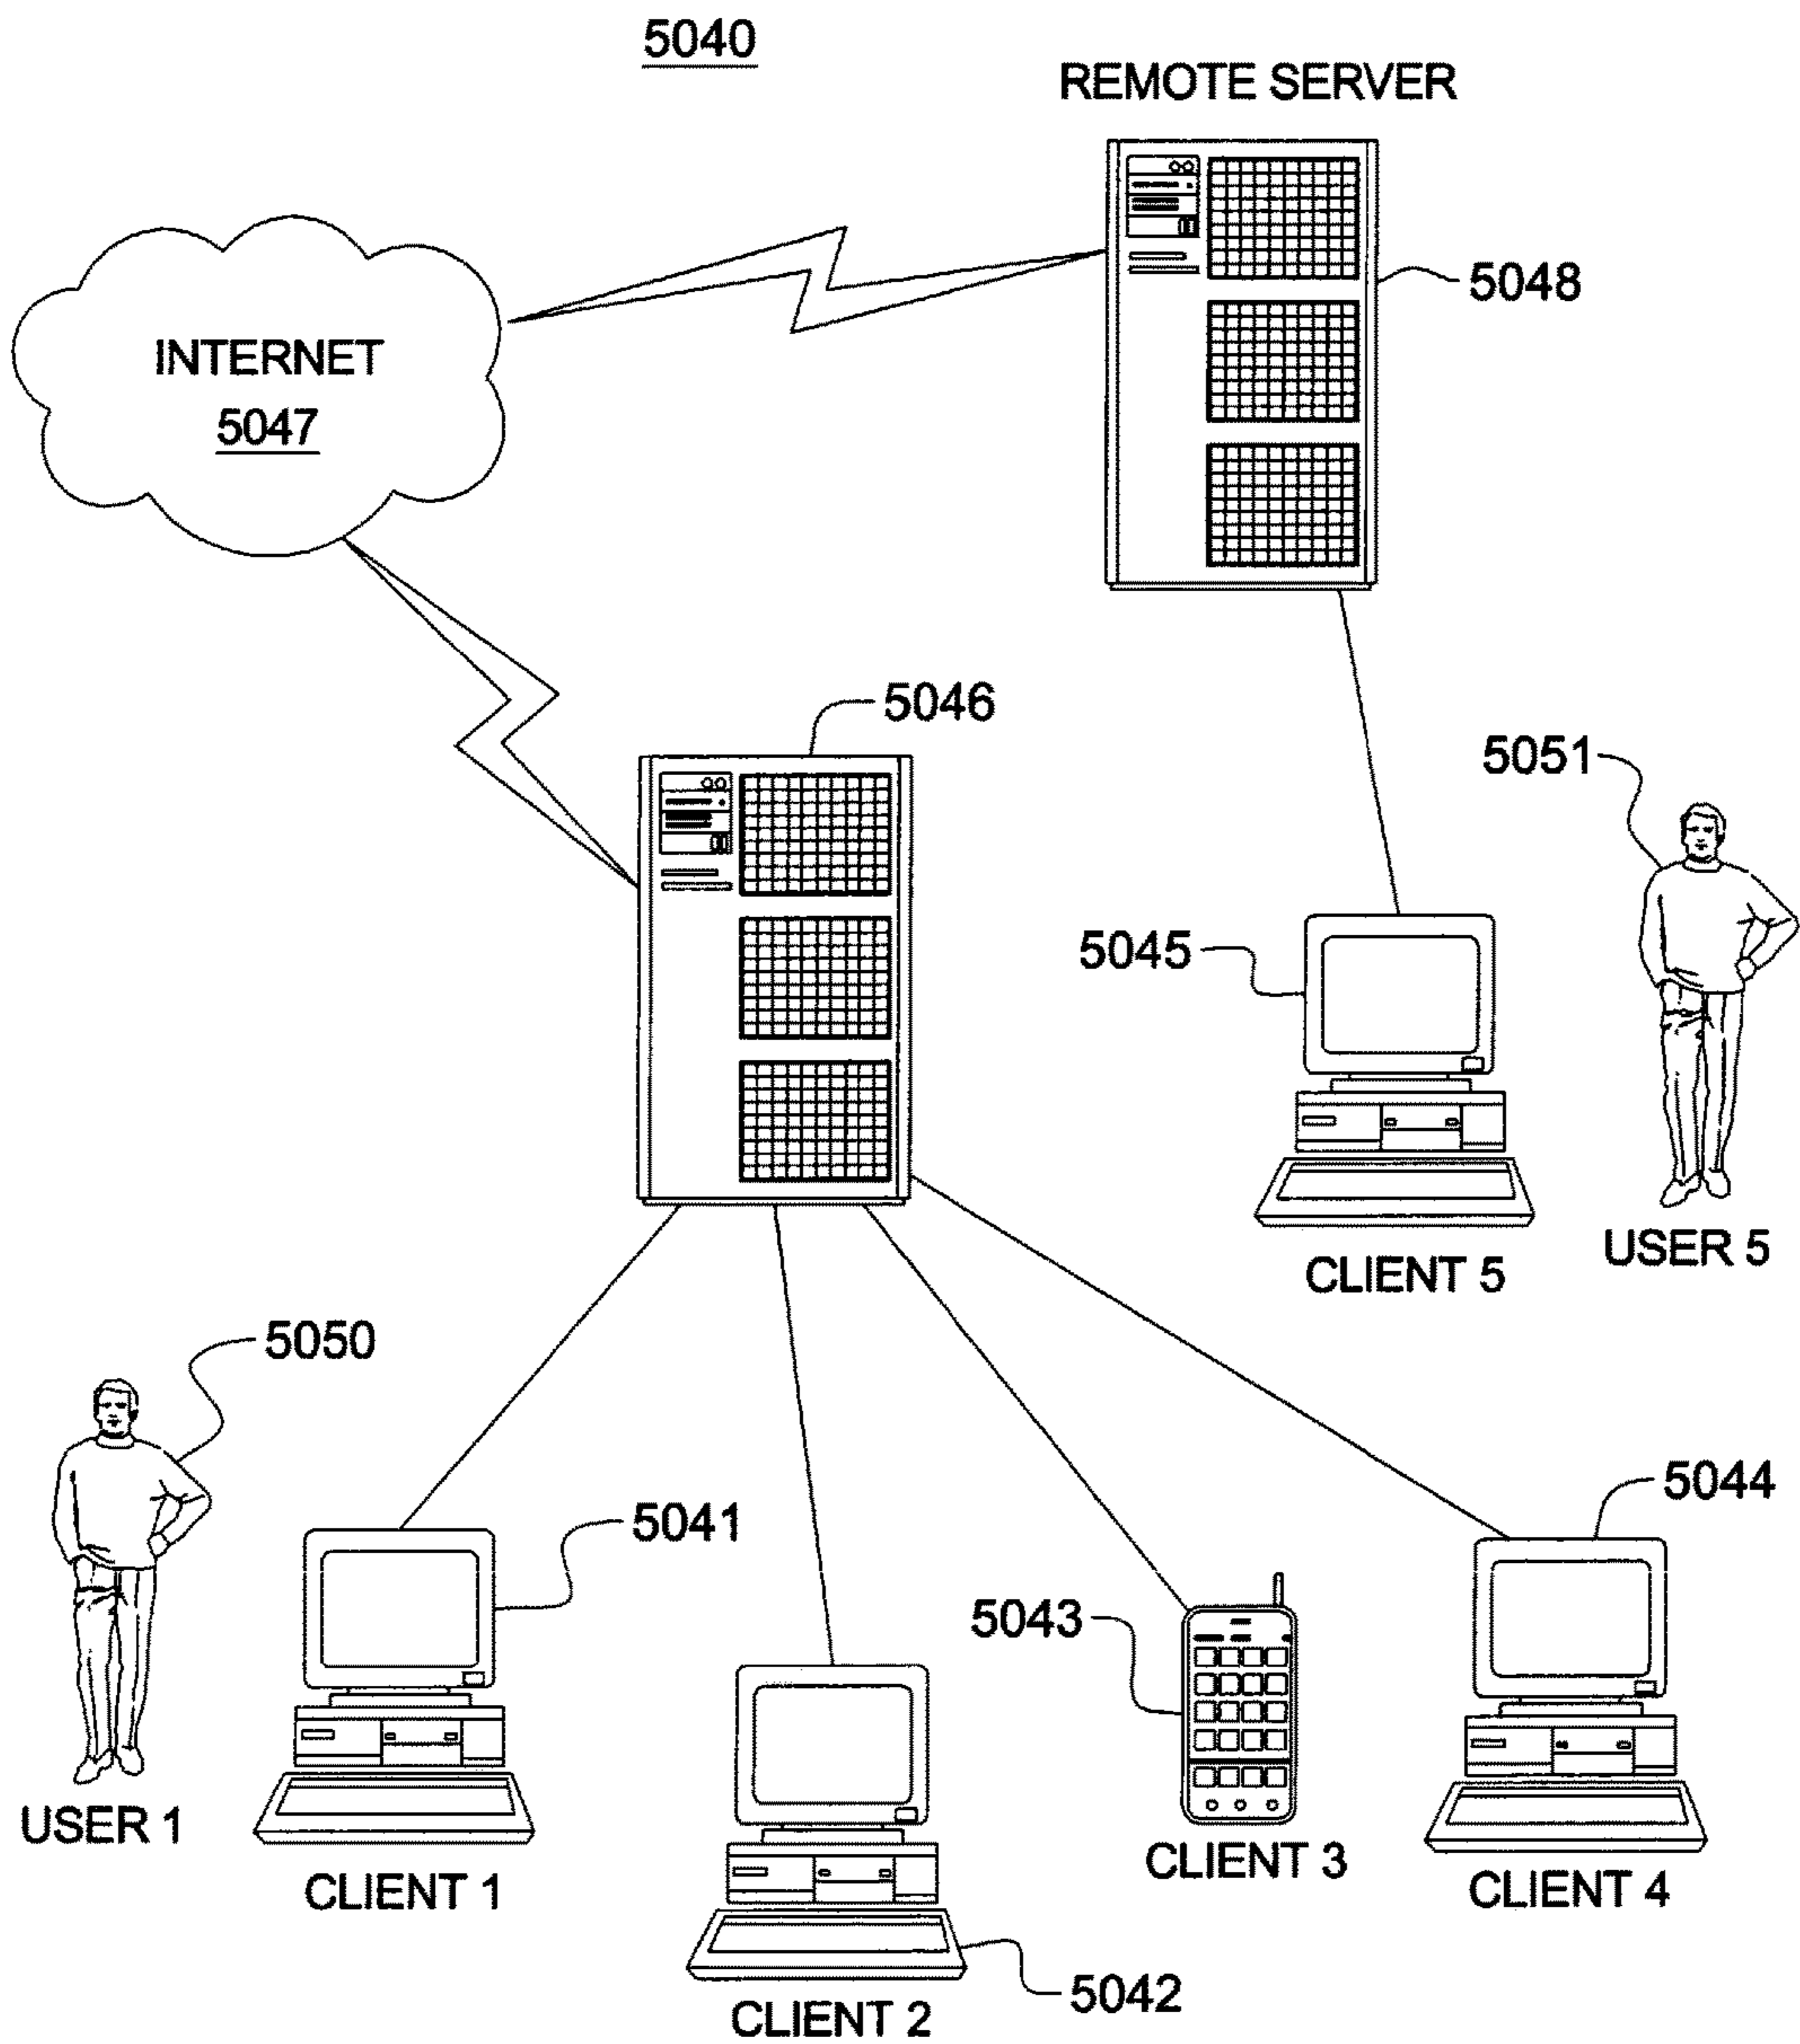 5040
REMOTE SERVER
5048
INTERNET
5047
5046
5051
5045
USER 5
CLIENT 5
5050
5044
5041
5043
USER 1
CLIENT 3
CLIENT 1
CLIENT 4
5042
CLIENT 2